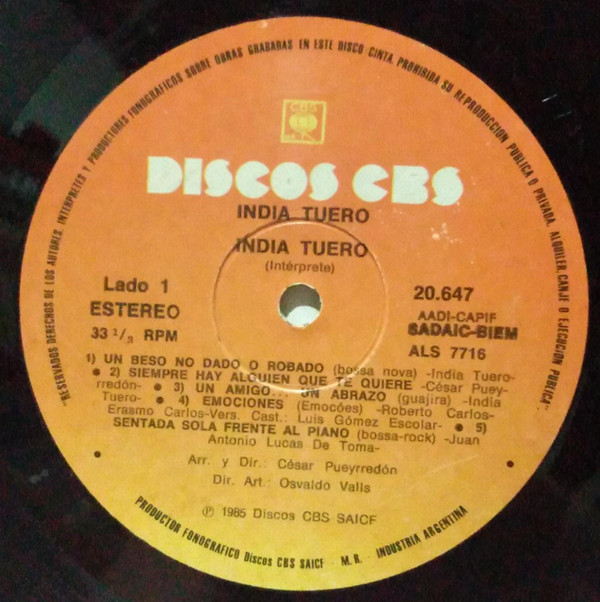 "RESERVADOS DERECHOS DE LOS AUTORES, INTERPRETES Y PRODUCTORES FONOGRAFICOS SOBRE OBRAS GRABADAS EN ESTE DISCO CINTA, PROHIBIDA SU REPRODUCCION PUBLICA O PRIVADA, ALQUILER, CANJE O EJECUCION PUBLICA".
CBS
DISCOS CBS
INDIA TUERO
INDIA TUERO
(Intérprete)
Lado 1
ESTEREO
33 1/3 RPM
20.647
AADI-CAPIF
SADAIC-BIEM
ALS 7716
1) UN BESO NO DADO O ROBADO (bossa nova) -India Tuero-
● 2) SIEMPRE HAY ALGUIEN QUE TE QUIERE -César Puey-
rredón- ● 3) UN AMIGO... UN ABRAZO (guajira) -India
Tuero- ● 4) EMOCIONES (Emocões) -Roberto Carlos-
Erasmo Carlos-Vers. Cast.: Luis Gómez Escolar- ● 5)
SENTADA SOLA FRENTE AL PIANO (bossa-rock) -Juan
Antonio Lucas De Toma-
Arr. y Dir.: César Pueyrredón
Dir. Art.: Osvaldo Valls
℗ 1985 Discos CBS SAICF
PRODUCTOR FONOGRAFICO Discos CBS SAICF - M.R. - INDUSTRIA ARGENTINA